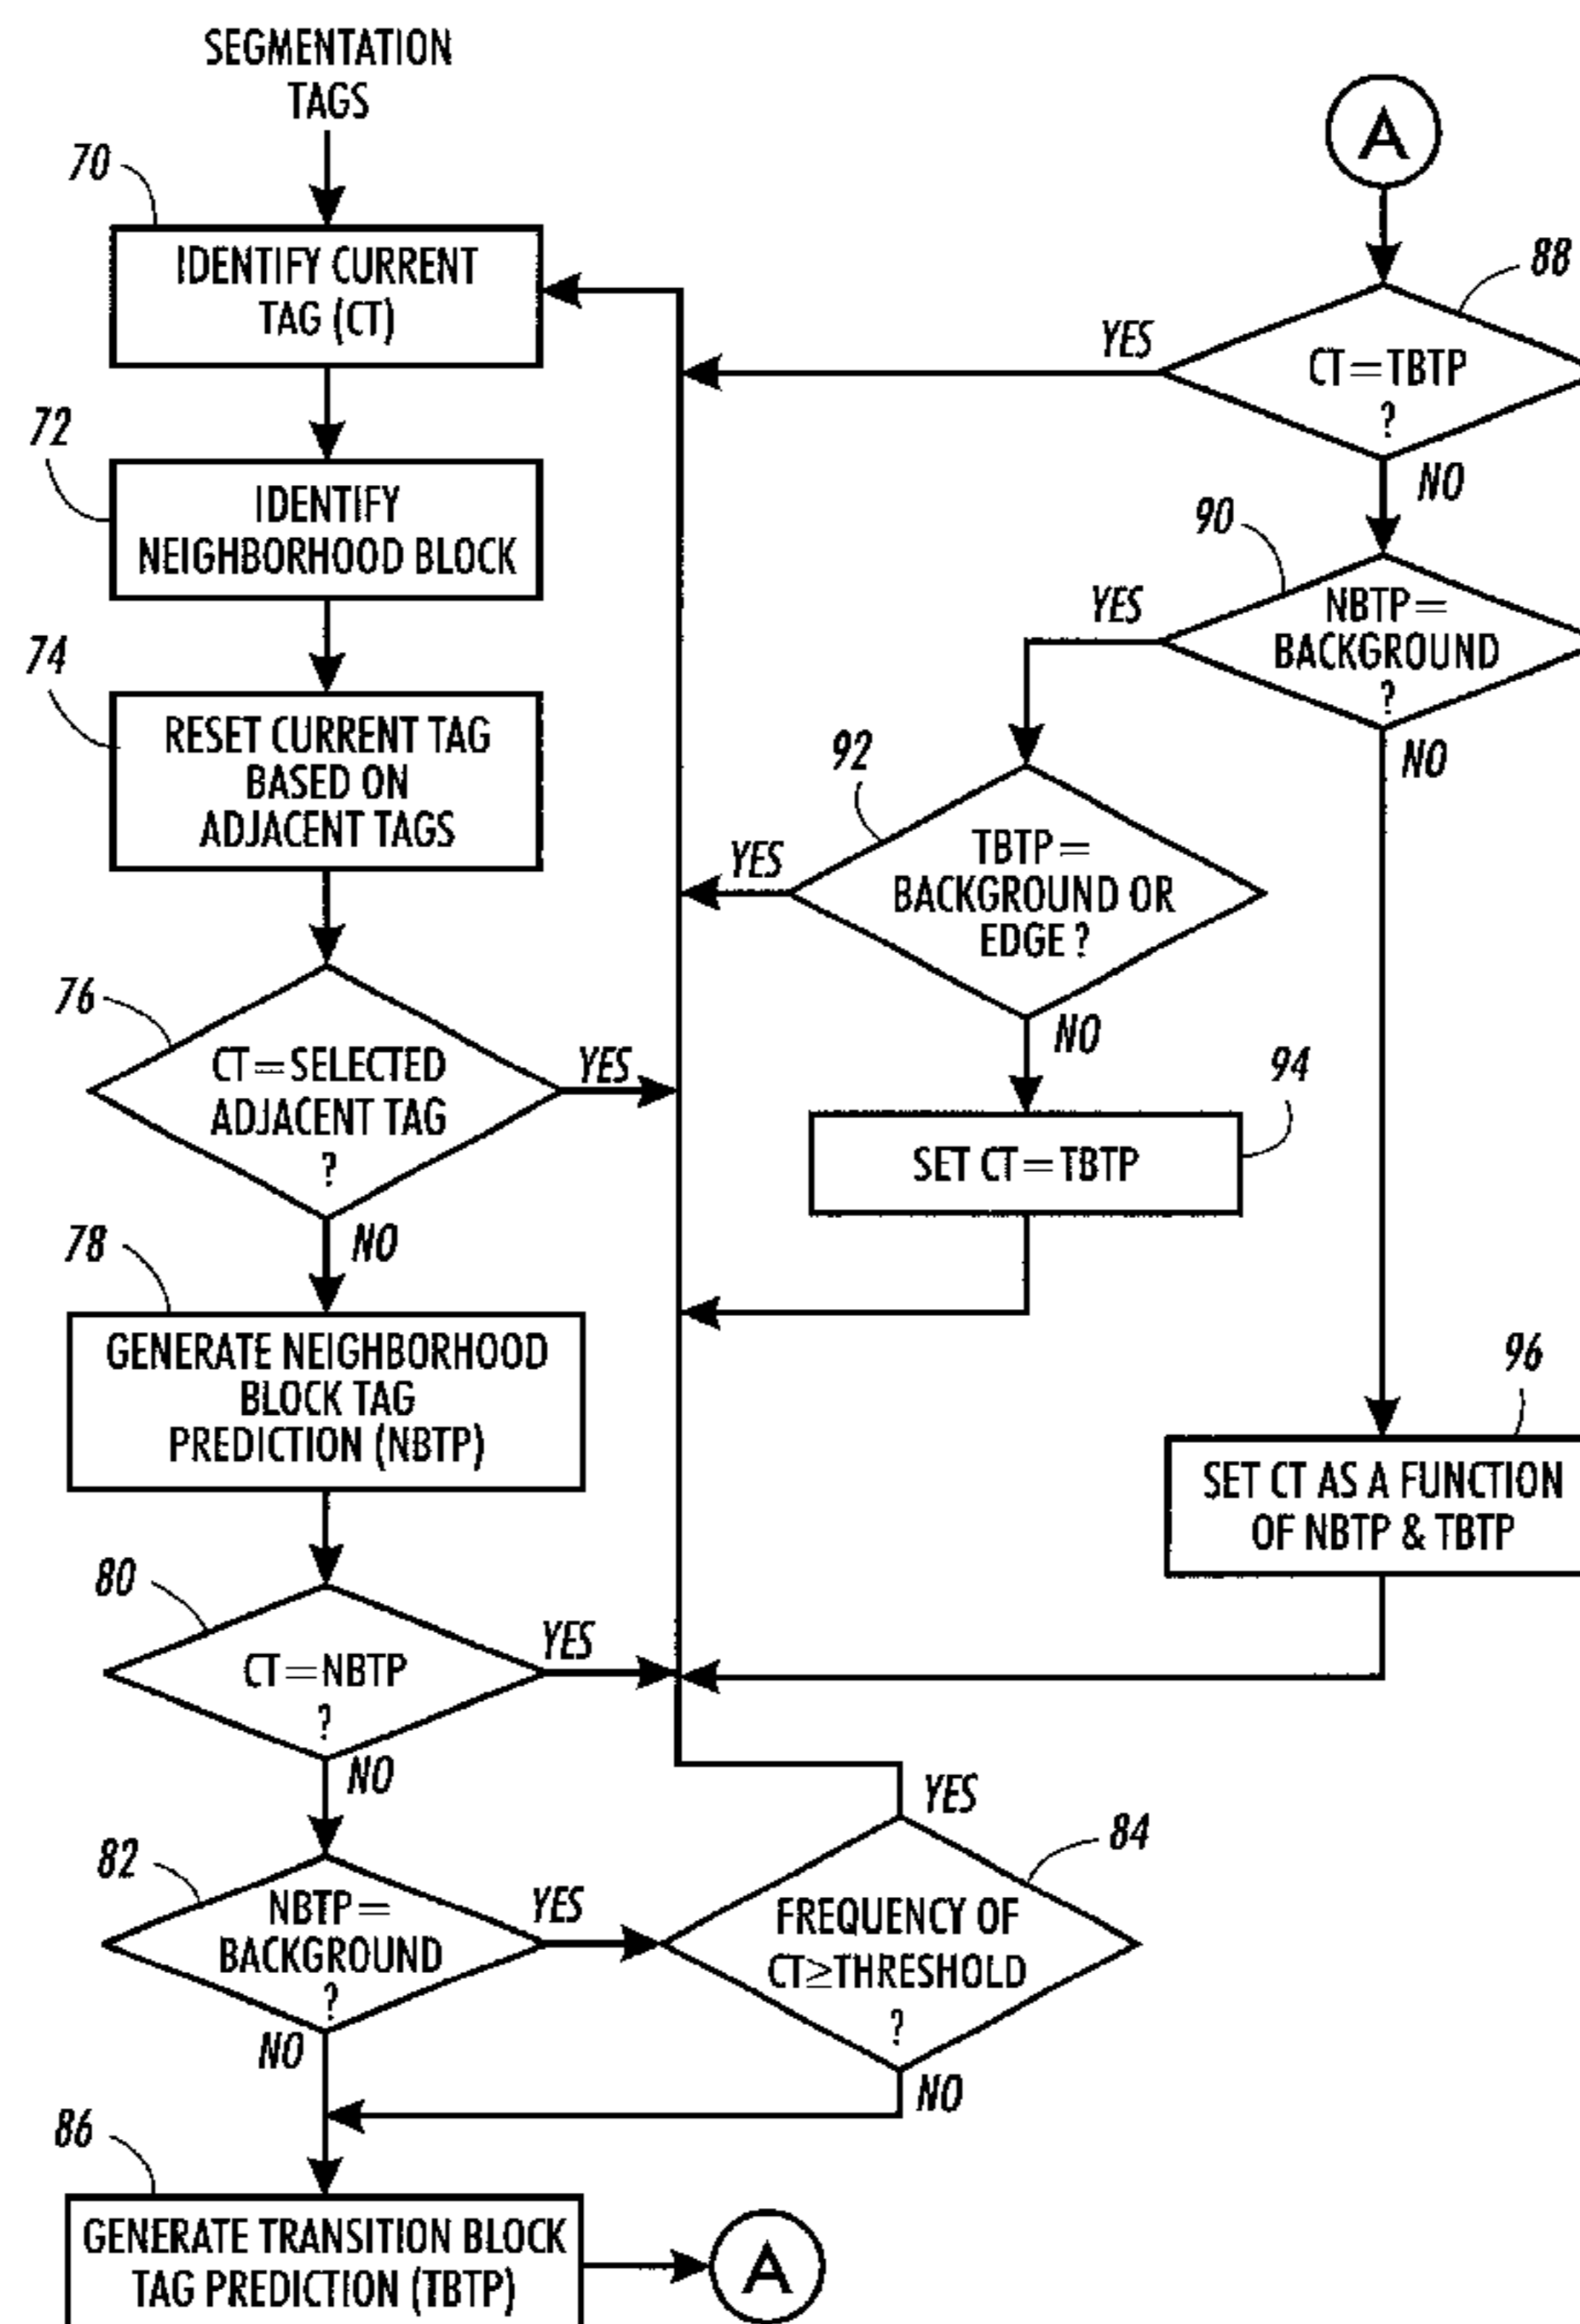 SEGMENTATION
TAGS
70
IDENTIFY CURRENT
TAG (CT)
72
IDENTIFY
NEIGHBORHOOD BLOCK
74
RESET CURRENT TAG
BASED ON
ADJACENT TAGS
76
CT=SELECTED
ADJACENT TAG
?
YES
NO
78
GENERATE NEIGHBORHOOD
BLOCK TAG
PREDICTION (NBTP)
80
CT=NBTP
?
YES
NO
82
NBTP=
BACKGROUND
?
YES
NO
84
FREQUENCY OF
CT≥THRESHOLD
?
YES
NO
86
GENERATE TRANSITION BLOCK
TAG PREDICTION (TBTP)
A
A
88
CT=TBTP
?
YES
NO
90
NBTP=
BACKGROUND
?
YES
NO
92
TBTP=
BACKGROUND OR
EDGE ?
YES
NO
94
SET CT=TBTP
96
SET CT AS A FUNCTION
OF NBTP & TBTP